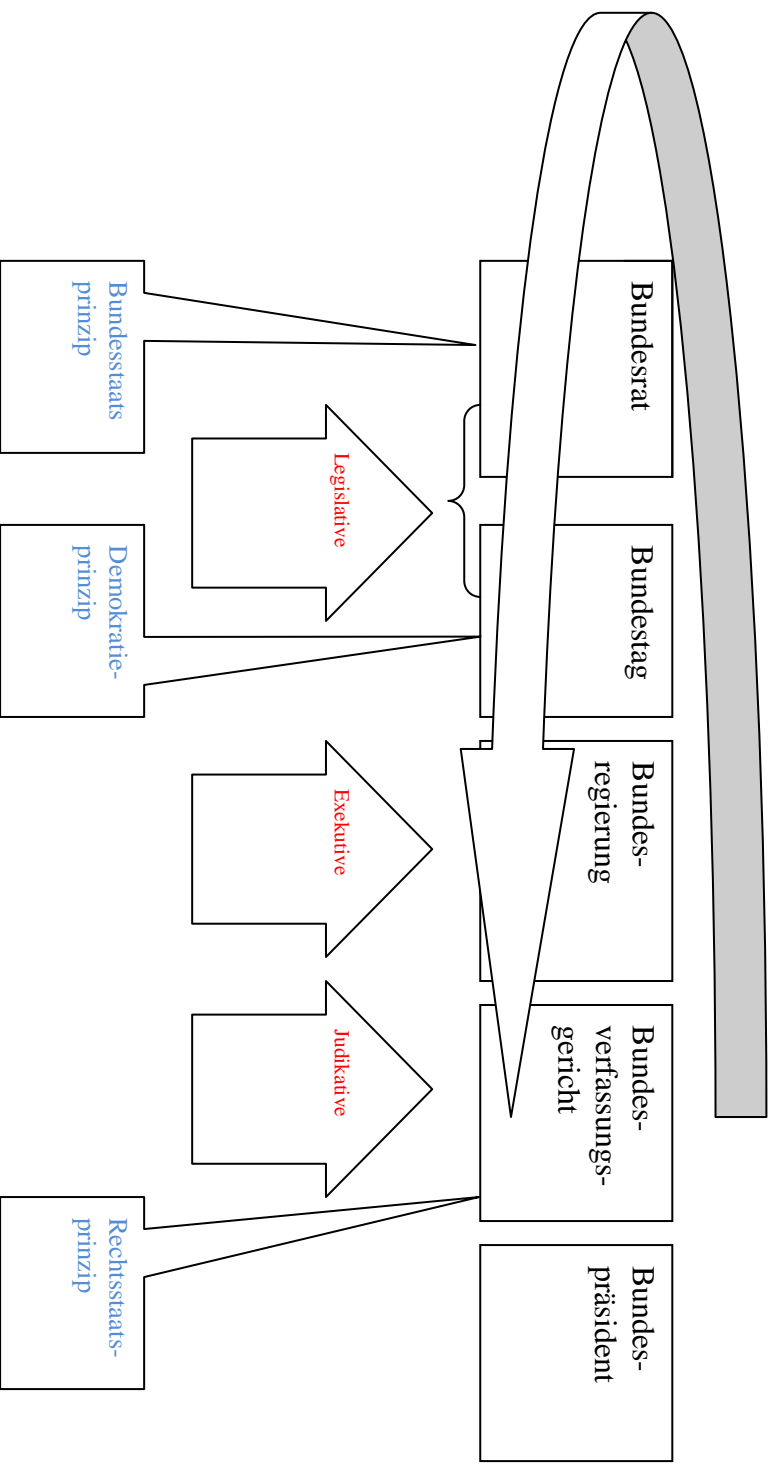 Bundesrat
Bundestag
Bundes-
regierung
Bundes-
verfassungs-
gericht
Bundes-
präsident
Legislative
Exekutive
Judikative
Bundesstaats
prinzip
Demokratie-
prinzip
Rechtsstaats-
prinzip